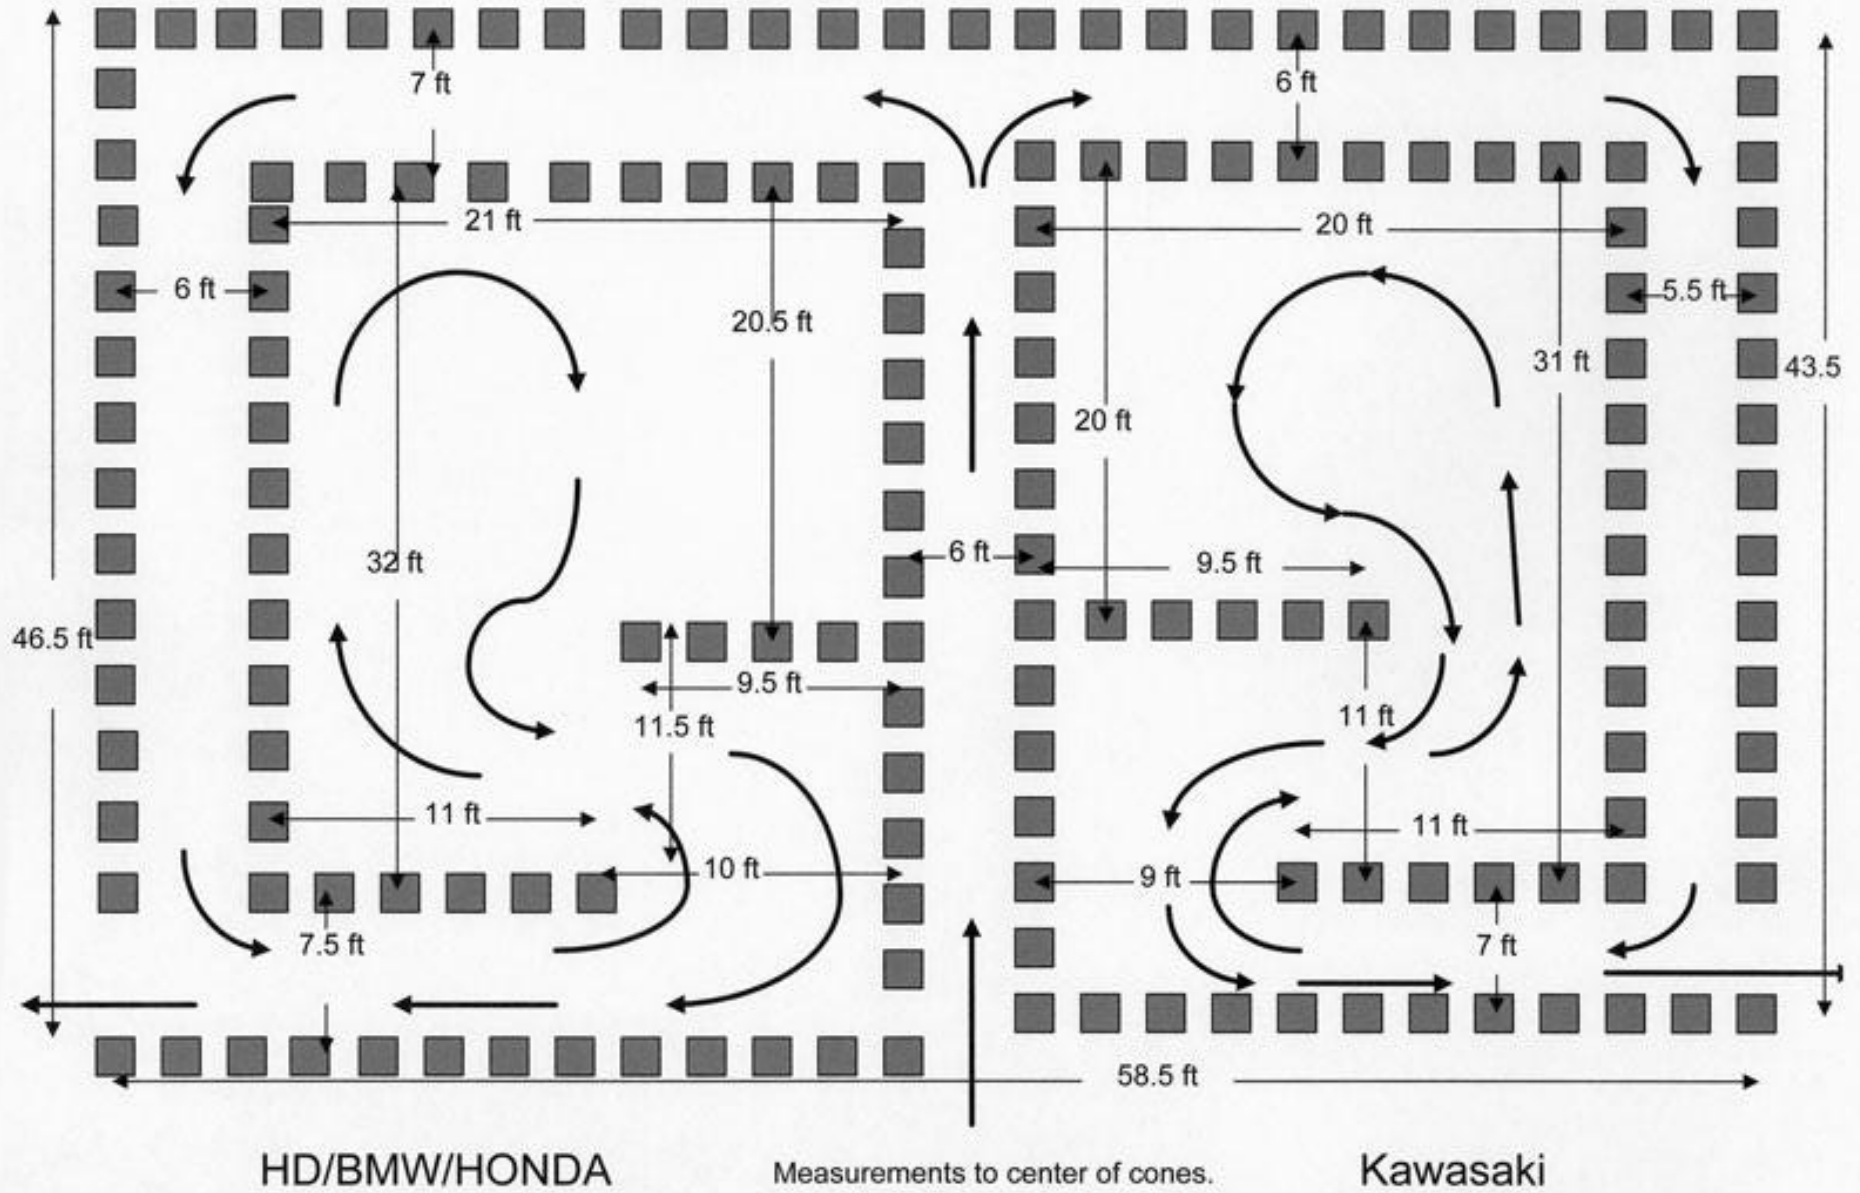 7 ft
6 ft
21 ft
20 ft
6 ft
5.5 ft
20.5 ft
31 ft
43.5
20 ft
32 ft
6 ft
9.5 ft
46.5 ft
9.5 ft
11.5 ft
11 ft
11 ft
11 ft
10 ft
9 ft
7.5 ft
7 ft
58.5 ft
HD/BMW/HONDA
Measurements to center of cones.
Kawasaki